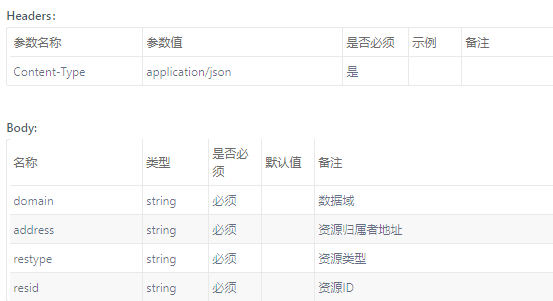 Headers:
参数名称 参数值 是否必须 示例 备注
Content-Type application/json 是
Body:
名称 类型 是否必须 默认值 备注
domain string 必须 数据域
address string 必须 资源归属者地址
restype string 必须 资源类型
resid string 必须 资源ID